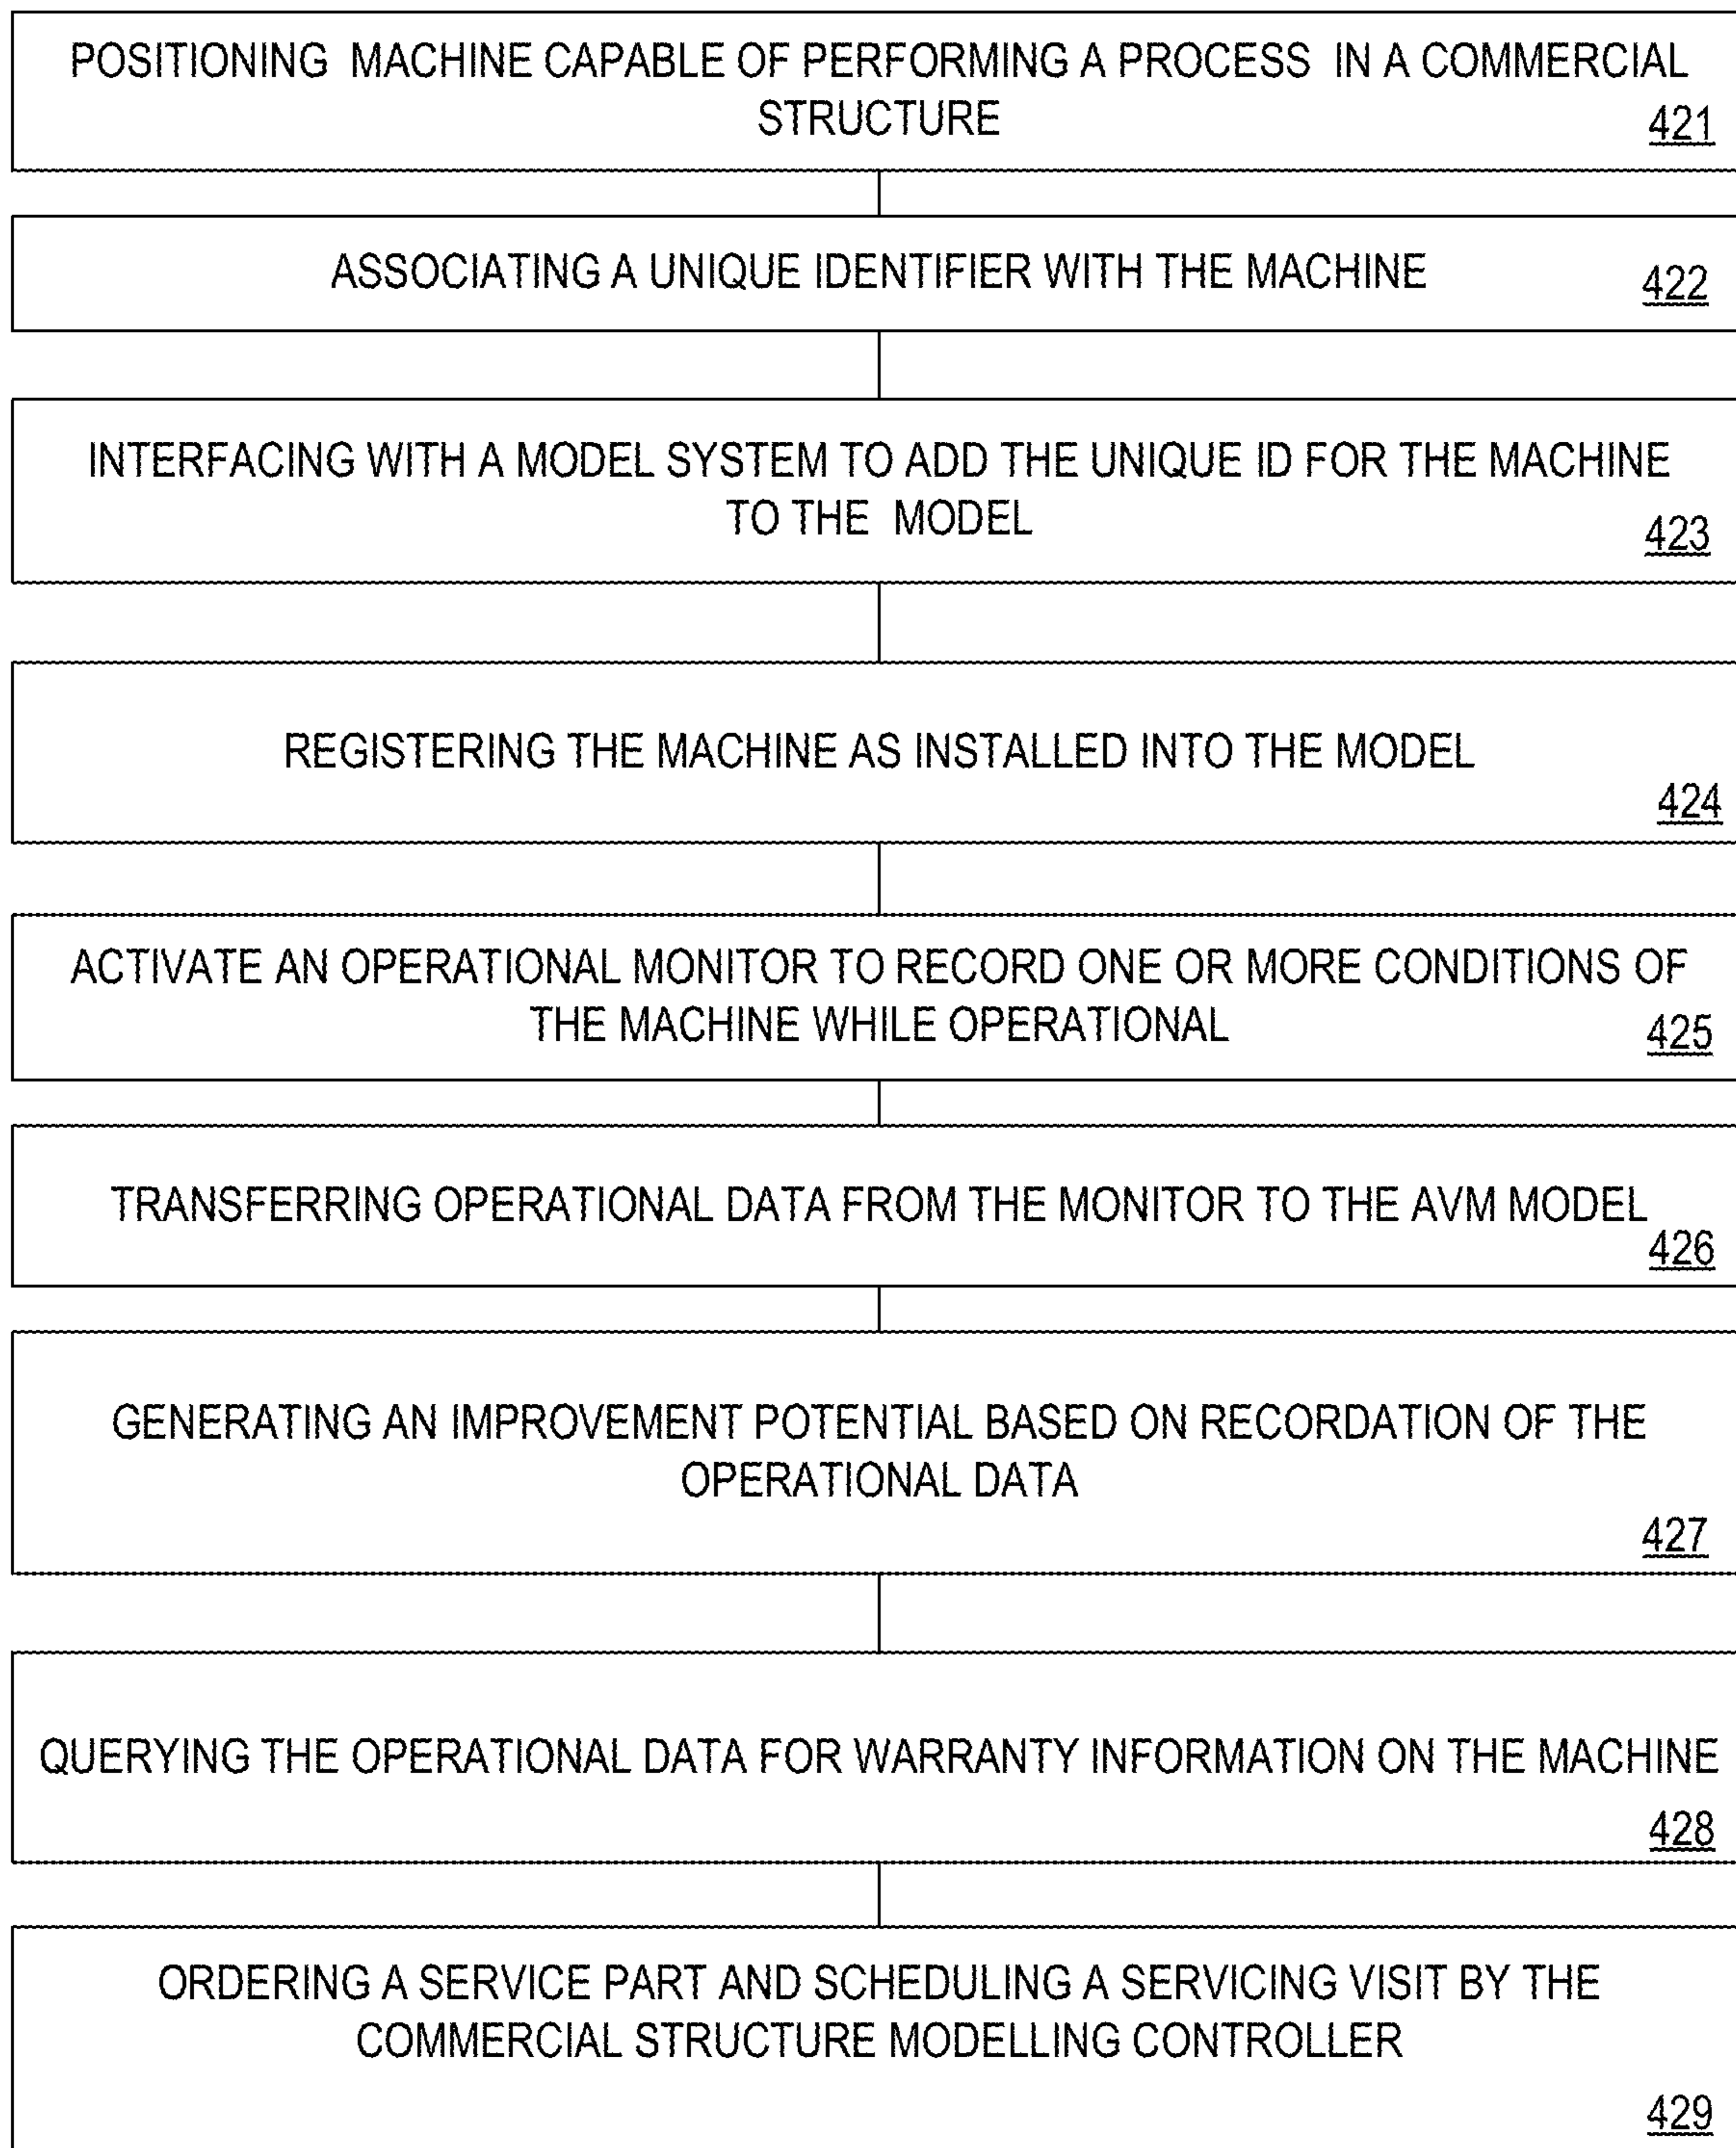 POSITIONING MACHINE CAPABLE OF PERFORMING A PROCESS IN A COMMERCIAL
STRUCTURE
421
ASSOCIATING A UNIQUE IDENTIFIER WITH THE MACHINE
422
INTERFACING WITH A MODEL SYSTEM TO ADD THE UNIQUE ID FOR THE MACHINE
TO THE MODEL
423
REGISTERING THE MACHINE AS INSTALLED INTO THE MODEL
424
ACTIVATE AN OPERATIONAL MONITOR TO RECORD ONE OR MORE CONDITIONS OF
THE MACHINE WHILE OPERATIONAL
425
TRANSFERRING OPERATIONAL DATA FROM THE MONITOR TO THE AVM MODEL
426
GENERATING AN IMPROVEMENT POTENTIAL BASED ON RECORDATION OF THE
OPERATIONAL DATA
427
QUERYING THE OPERATIONAL DATA FOR WARRANTY INFORMATION ON THE MACHINE
428
ORDERING A SERVICE PART AND SCHEDULING A SERVICING VISIT BY THE
COMMERCIAL STRUCTURE MODELLING CONTROLLER
429